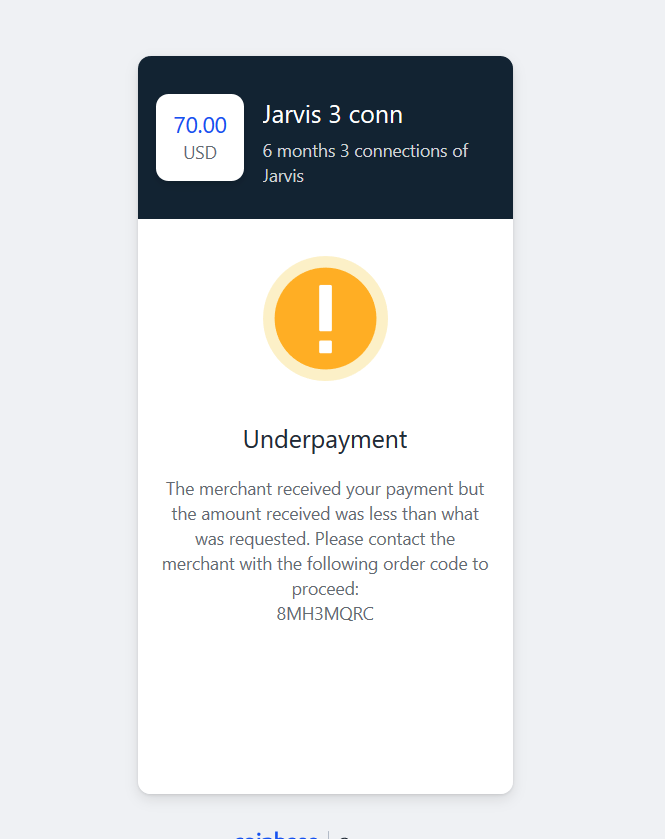 70.00
USD
Jarvis 3 conn
6 months 3 connections of
Jarvis
Underpayment
The merchant received your payment but
the amount received was less than what
was requested. Please contact the
merchant with the following order code to
proceed:
8MH3MQRC